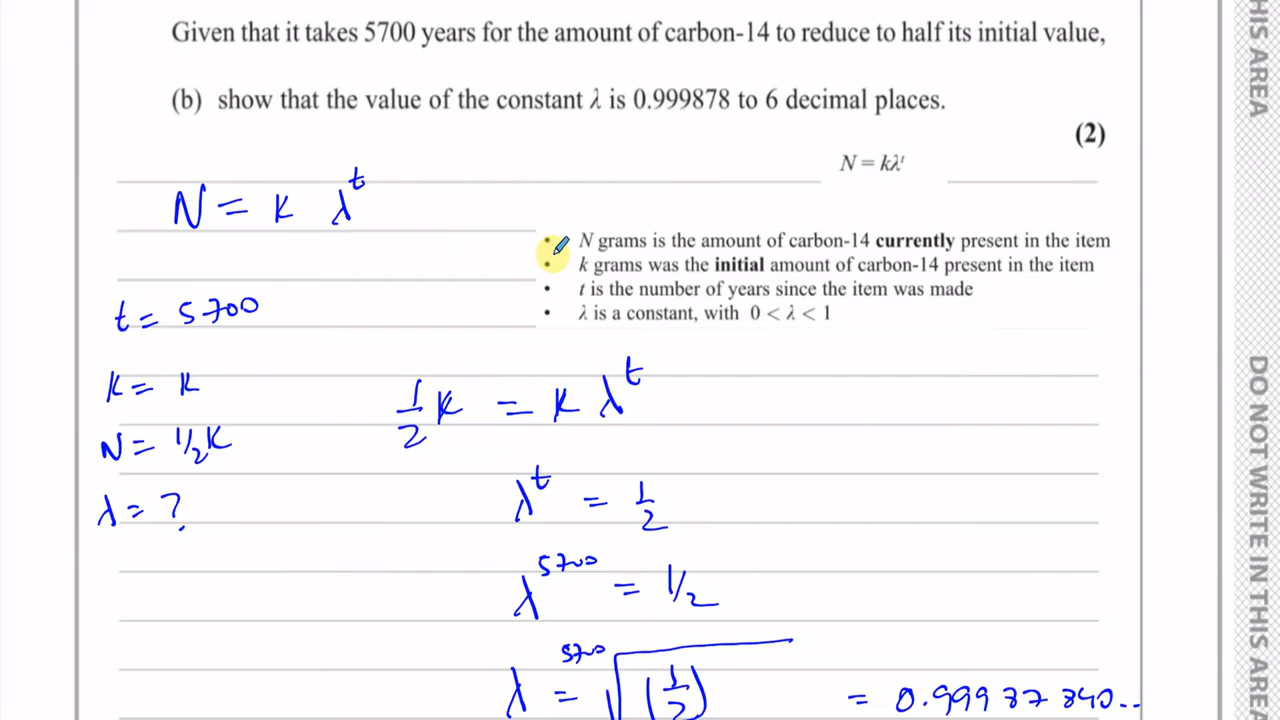 Given that it takes 5700 years for the amount of carbon-14 to reduce to half its initial value,
(b) show that the value of the constant λ is 0.999878 to 6 decimal places.
(2)
N = kλᵗ
N = k λᵗ
• N grams is the amount of carbon-14 currently present in the item
• k grams was the initial amount of carbon-14 present in the item
• t is the number of years since the item was made
• λ is a constant, with 0 < λ < 1
t = 5700
k = k
N = 1/2 k
λ = ?
1/2 k = k λᵗ
λᵗ = 1/2
λ⁵⁷⁰⁰ = 1/2
λ = ⁵⁷⁰⁰√(1/2) = 0.99987840..
HIS AREA
DO NOT WRITE IN THIS AREA